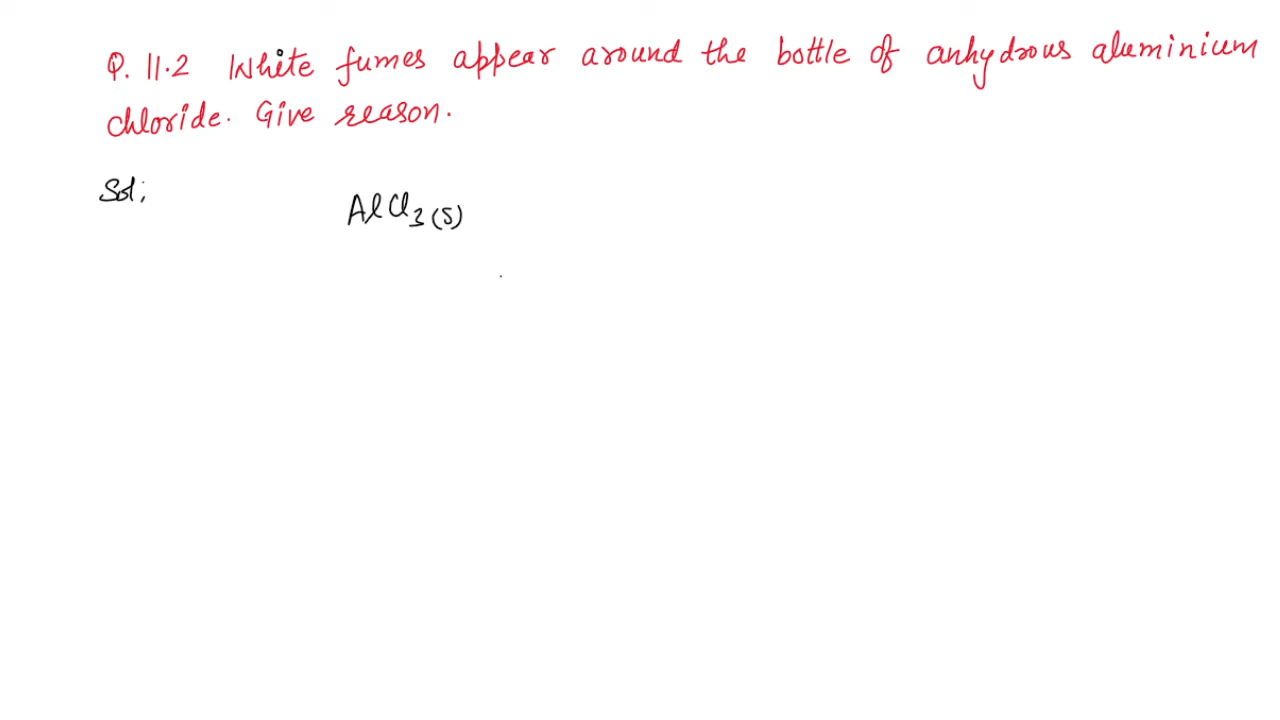 Q. 11.2 White fumes appear around the bottle of anhydrous aluminium
chloride. Give reason.
Sol:
AlCl3(s)